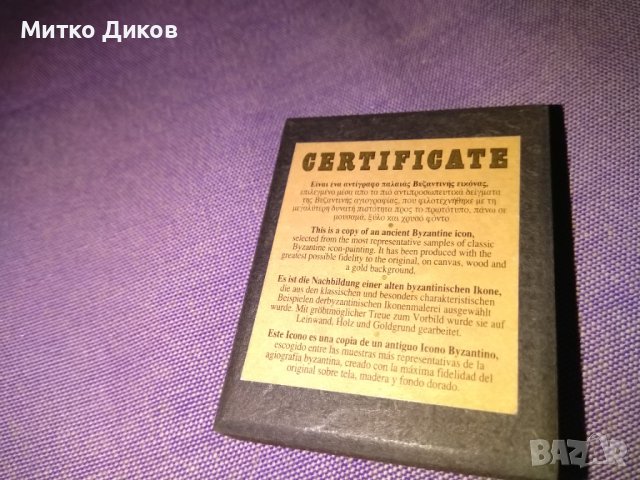 Митко Диков
CERTIFICATE
Είναι ένα αντίγραφο παλαιάς Βυζαντινής εικόνας,
επιλεγμένο μέσα απο τα πιό αντιπροσωπευτικά δείγματα
της Βυζαντινής αγιογραφίας, που φιλοτεχνήθηκε με τη
μεγαλύτερη δυνατή πιστότητα προς το πρωτότυπο, πάνω σε
μουσαμά, ξύλο και χρυσό φόντο
This is a copy of an ancient Byzantine icon,
selected from the most representative samples of classic
Byzantine icon-painting. It has been produced with the
greatest possible fidelity to the original, on canvas, wood and
a gold background.
Es ist die Nachbildung einer alten byzantinischen Ikone,
die aus den klassischen und besonders charakteristischen
Beispielen derbyzantinischen Ikonenmalerei ausgewählt
wurde. Mit größtmöglicher Treue zum Vorbild wurde sie auf
Leinwand, Holz und Goldgrund gearbeitet.
Este Icono es una copia de un antiguo Icono Byzantino,
escogido entre las muestras más representativas de la
agiografía byzantina, creado con la máxima fidelidad del
original sobre tela, madera y fondo dorado.
BAZAR